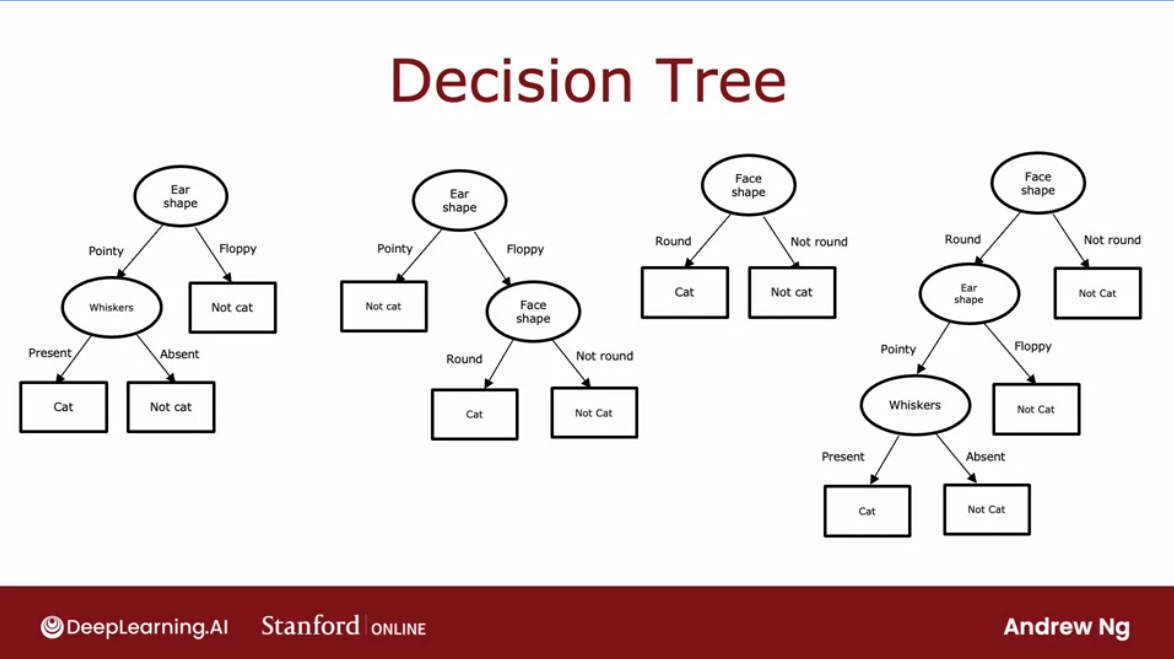 Decision Tree
Ear
shape
Pointy
Floppy
Whiskers
Not cat
Present
Absent
Cat
Not cat
Ear
shape
Pointy
Floppy
Not cat
Face
shape
Round
Not round
Cat
Not Cat
Face
shape
Round
Not round
Cat
Not cat
Face
shape
Round
Not round
Ear
shape
Not Cat
Pointy
Floppy
Whiskers
Not Cat
Present
Absent
Cat
Not Cat
DeepLearning.AI
Stanford | ONLINE
Andrew Ng